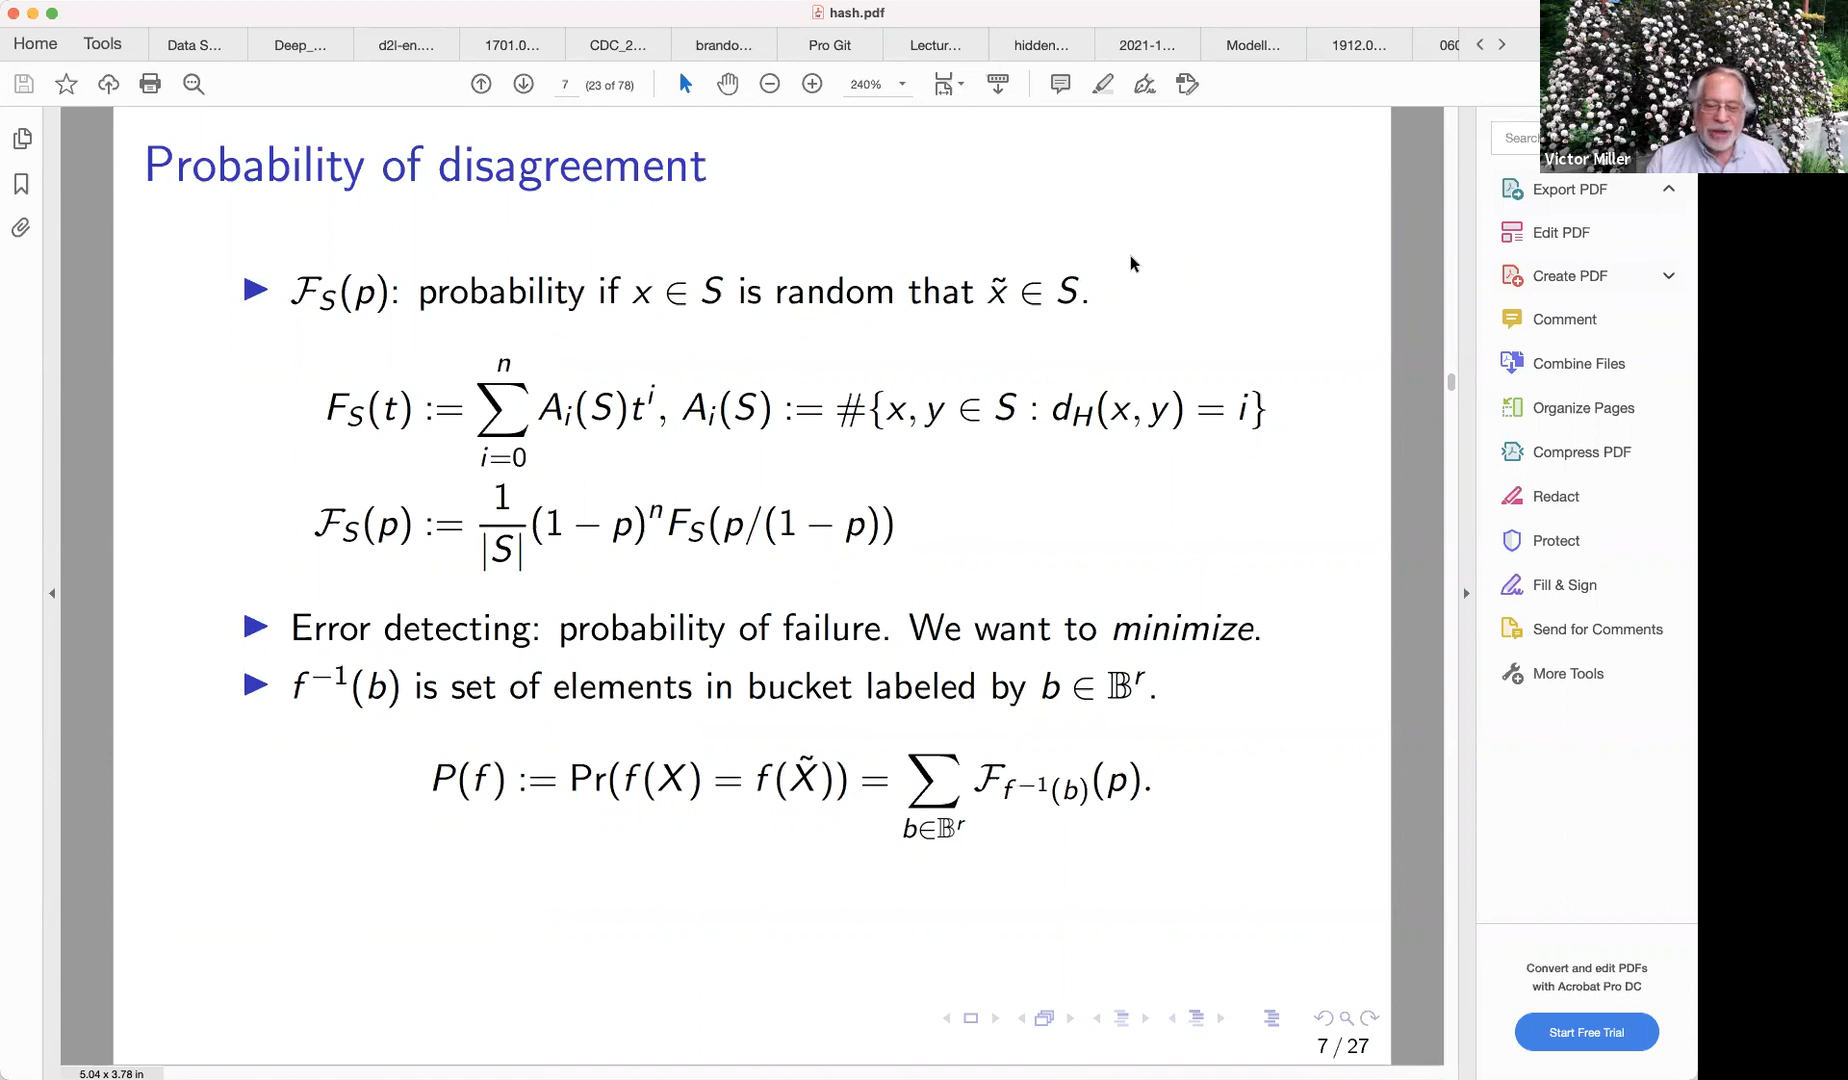 hash.pdf
Home Tools Data S... Deep_... d2l-en.... 1701.0... CDC_2... brando... Pro Git Lectur... hidden... 2021-1... Modell... 1912.0... 060
7 (23 of 78) 240%
Victor Miller
Searc
Export PDF
Edit PDF
Create PDF
Comment
Combine Files
Organize Pages
Compress PDF
Redact
Protect
Fill & Sign
Send for Comments
More Tools
Convert and edit PDFs
with Acrobat Pro DC
Start Free Trial
Probability of disagreement
▶ ℱ_S(p): probability if x ∈ S is random that x̃ ∈ S.
F_S(t) := ∑_{i=0}^{n} A_i(S)t^i, A_i(S) := #{x, y ∈ S : d_H(x, y) = i}
ℱ_S(p) := 1/|S| (1 − p)^n F_S(p/(1 − p))
▶ Error detecting: probability of failure. We want to minimize.
▶ f^{−1}(b) is set of elements in bucket labeled by b ∈ 𝔹^r.
P(f) := Pr(f(X) = f(X̃)) = ∑_{b∈𝔹^r} ℱ_{f^{−1}(b)}(p).
7 / 27
5.04 x 3.78 in